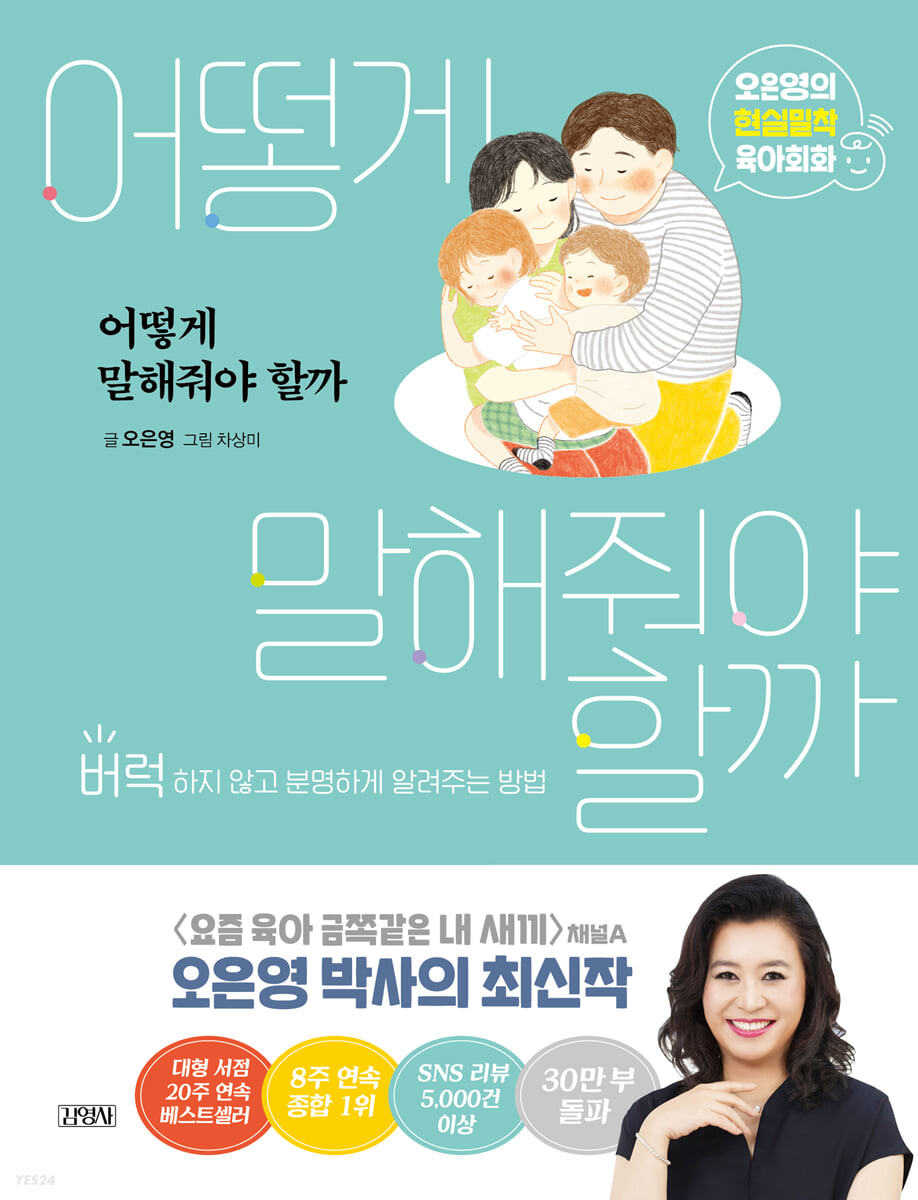 어떻게
오은영의
현실밀착
육아회화
어떻게
말해줘야 할까
글 오은영 그림 차상미
말해줘야
할까
버럭 하지 않고 분명하게 알려주는 방법
<요즘 육아 금쪽같은 내 새끼> 채널A
오은영 박사의 최신작
대형 서점
20주 연속
베스트셀러
8주 연속
종합 1위
SNS 리뷰
5,000건
이상
30만 부
돌파
김영사
YES24